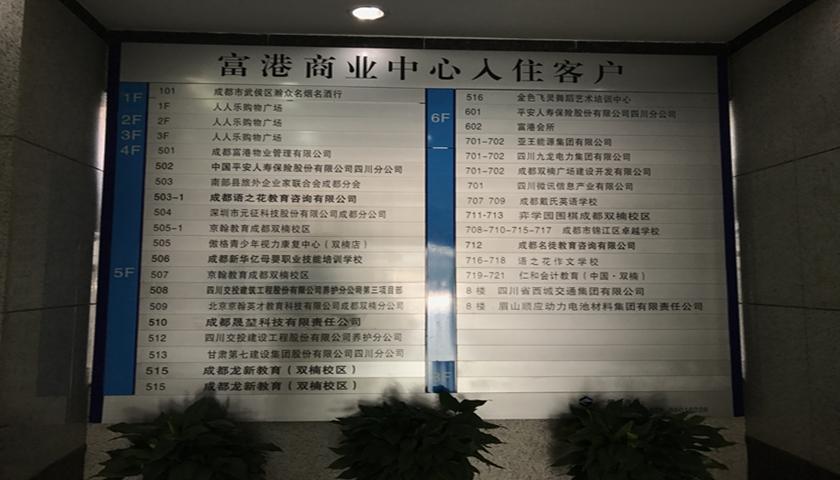 富港商业中心入住客户
1F
2F
3F
4F
5F
101 成都市武侯区瀚众名烟名酒行
1F 人人乐购物广场
2F 人人乐购物广场
3F 人人乐购物广场
501 成都富港物业管理有限公司
502 中国平安人寿保险股份有限公司四川分公司
503 南部县旅外企业家联合会成都分会
503-1 成都语之花教育咨询有限公司
504 深圳市元征科技股份有限公司成都分公司
505-1 京翰教育成都双楠校区
505 傲格青少年视力康复中心（双楠店）
506 成都新华亿母婴职业技能培训学校
507 京翰教育成都双楠校区
508 四川交投建筑工程股份有限公司养护分公司第三项目部
509 北京京翰英才教育科技有限公司成都双楠分公司
510 成都晟堃科技有限责任公司
512 四川交投建设工程股份有限公司养护分公司
513 甘肃第七建设集团股份有限公司四川分公司
515 成都龙新教育（双楠校区）
515 成都龙新教育（双楠校区）
6F
516 金色飞灵舞蹈艺术培训中心
601 平安人寿保险股份有限公司四川分公司
602 富港会所
701-702 亚王能源集团有限公司
701-702 四川九龙电力集团有限公司
701-702 成都双楠广场建设开发有限公司
701 四川微讯信息产业有限公司
707 709 成都戴氏英语学校
711-713 弈学园围棋成都双楠校区
708-710-715-717 成都市锦江区卓越学校
712 成都名徒教育咨询有限公司
716-718 语之花作文学校
719-721 仁和会计教育（中国·双楠）
8 楼 四川省西城交通集团有限公司
8 楼 眉山顺应动力电池材料集团有限责任公司